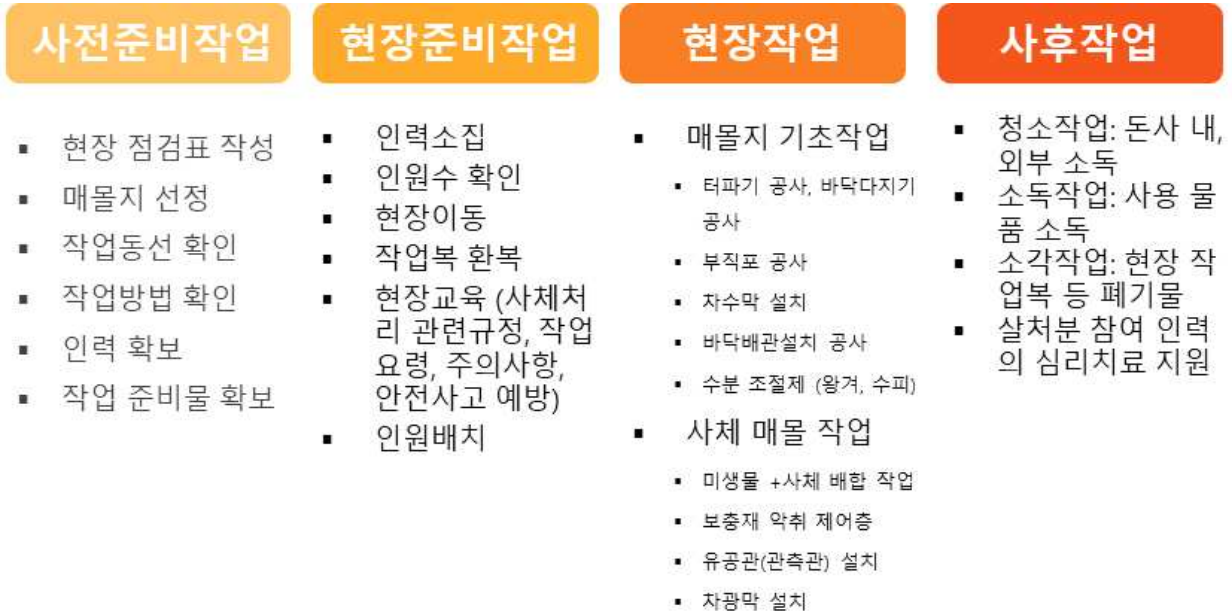 사전준비작업
현장 점검표 작성
매몰지 선정
작업동선 확인
작업방법 확인
인력 확보
작업 준비물 확보
현장준비작업
인력소집
인원수 확인
현장이동
작업복 환복
현장교육 (사체처
리 관련규정, 작업
요령, 주의사항,
안전사고 예방)
인원배치
현장작업
매몰지 기초작업
터파기 공사, 바닥다지기
공사
부직포 공사
차수막 설치
바닥배관설치 공사
수분 조절제 (왕겨, 수피)
사체 매몰 작업
미생물 +사체 배합 작업
보충재 악취 제어층
유공관(관측관) 설치
차광막 설치
사후작업
청소작업: 돈사 내,
외부 소독
소독작업: 사용 물
품 소독
소각작업: 현장 작
업복 등 폐기물
살처분 참여 인력
의 심리치료 지원